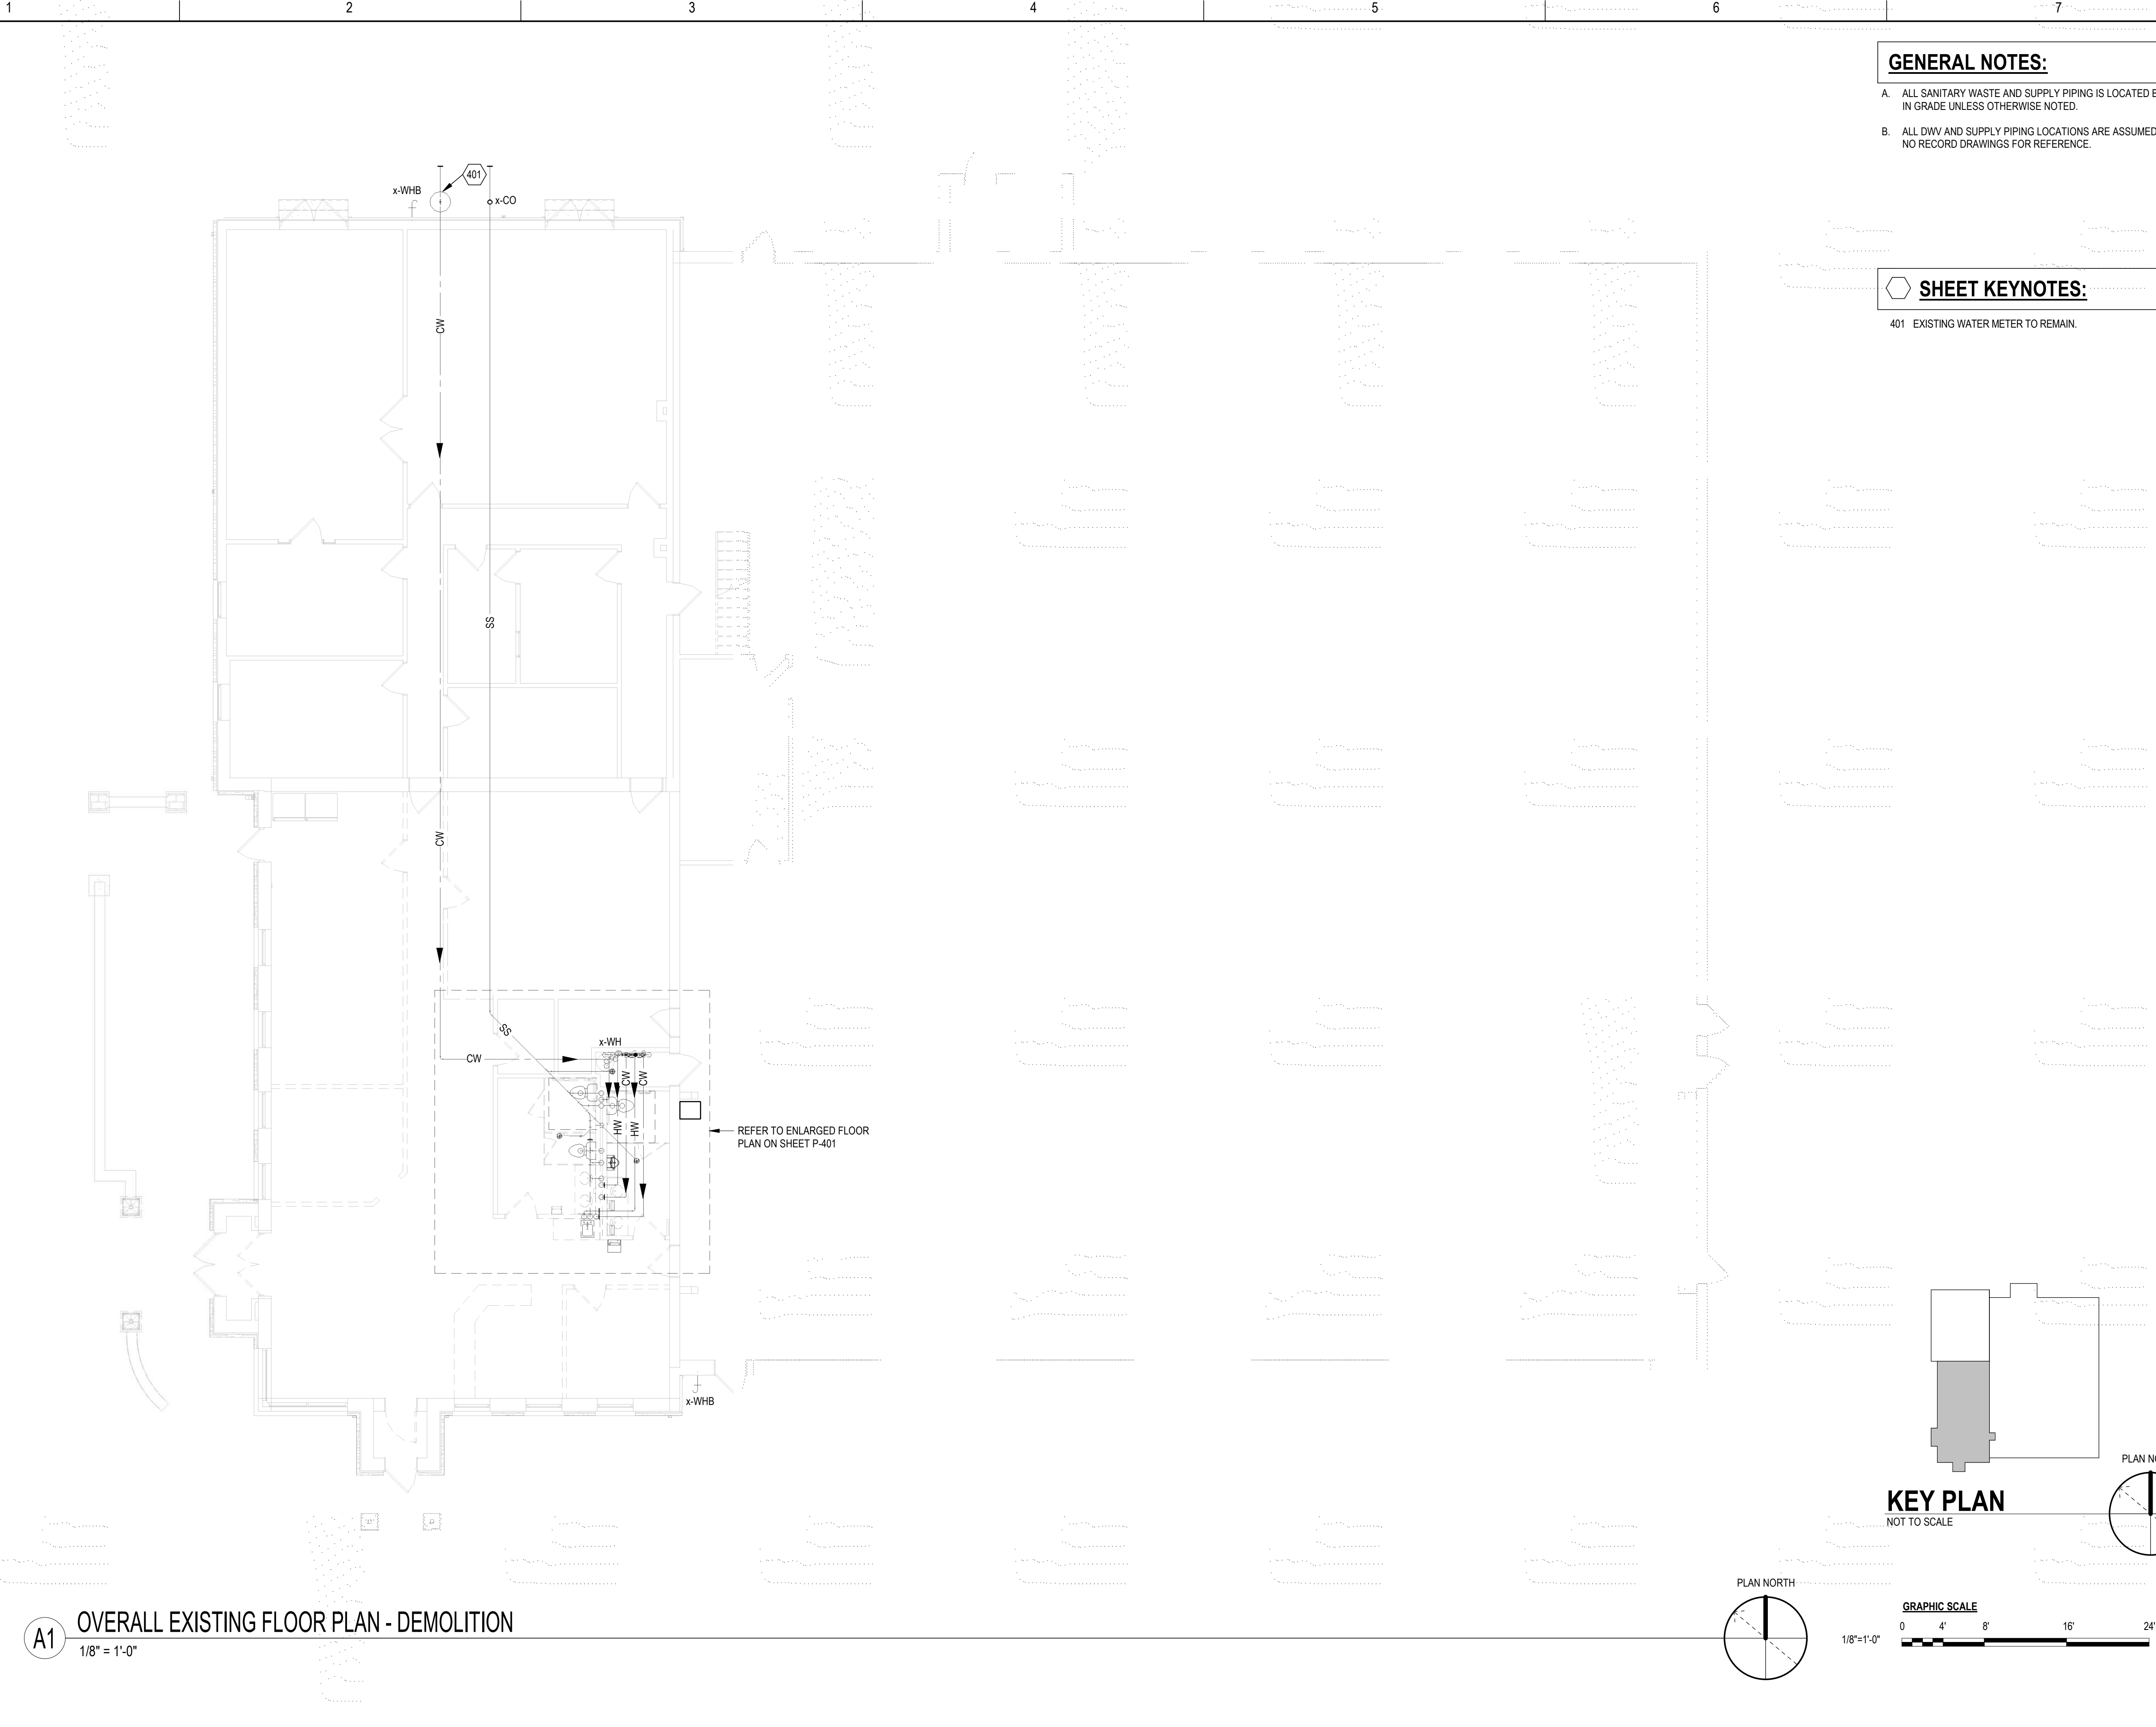 1 2 3 4 5 6 7
GENERAL NOTES:
A. ALL SANITARY WASTE AND SUPPLY PIPING IS LOCATED
IN GRADE UNLESS OTHERWISE NOTED.
B. ALL DWV AND SUPPLY PIPING LOCATIONS ARE ASSUMED
NO RECORD DRAWINGS FOR REFERENCE.
SHEET KEYNOTES:
401 EXISTING WATER METER TO REMAIN.
401
x-WHB
x-CO
CW
SS
CW
SS
x-WH
CW
CW
CW
HW
HW
REFER TO ENLARGED FLOOR
PLAN ON SHEET P-401
x-WHB
PLAN
KEY PLAN
NOT TO SCALE
PLAN NORTH
A1
OVERALL EXISTING FLOOR PLAN - DEMOLITION
1/8" = 1'-0"
GRAPHIC SCALE
0 4' 8' 16' 24'
1/8"=1'-0"